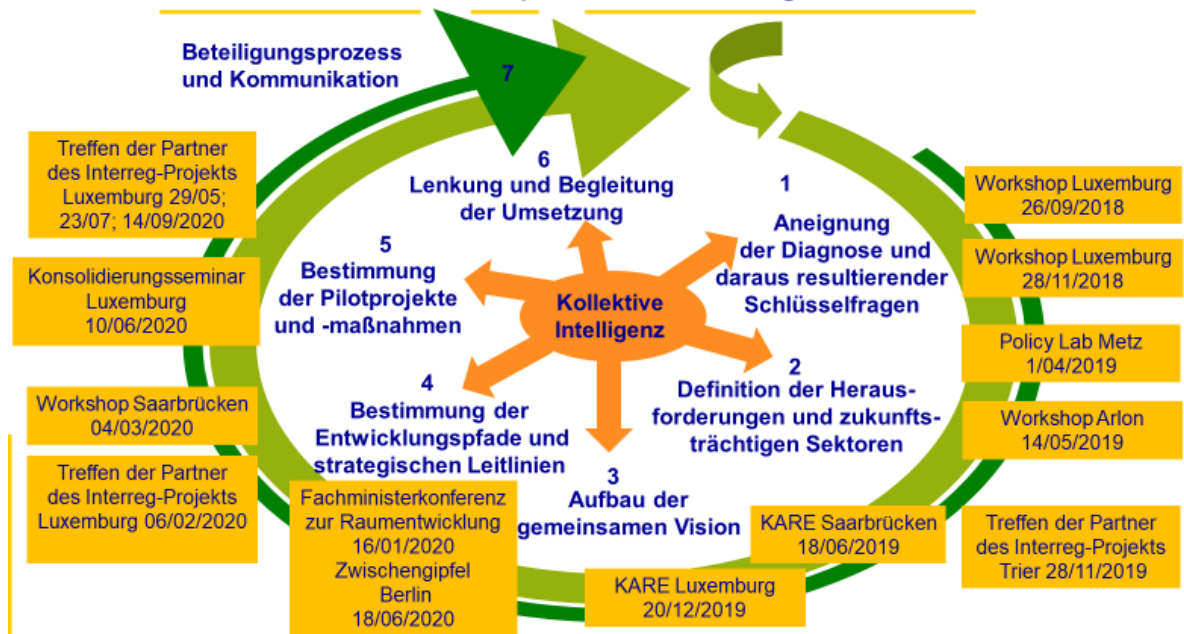 Beteiligungsprozess
und Kommunikation
7
6
Lenkung und Begleitung
der Umsetzung
1
Aneignung
der Diagnose und
daraus resultierender
Schlüsselfragen
5
Bestimmung
der Pilotprojekte
und -maßnahmen
Kollektive
Intelligenz
2
Definition der Heraus-
forderungen und zukunfts-
trächtigen Sektoren
4
Bestimmung der
Entwicklungspfade und
strategischen Leitlinien
3
Aufbau der
gemeinsamen Vision
Workshop Luxemburg
26/09/2018
Workshop Luxemburg
28/11/2018
Policy Lab Metz
1/04/2019
Workshop Arlon
14/05/2019
Treffen der Partner
des Interreg-Projekts
Trier 28/11/2019
KARE Saarbrücken
18/06/2019
KARE Luxemburg
20/12/2019
Fachministerkonferenz
zur Raumentwicklung
16/01/2020
Zwischengipfel
Berlin
18/06/2020
Treffen der Partner
des Interreg-Projekts
Luxemburg 06/02/2020
Workshop Saarbrücken
04/03/2020
Konsolidierungsseminar
Luxemburg
10/06/2020
Treffen der Partner
des Interreg-Projekts
Luxemburg 29/05;
23/07; 14/09/2020